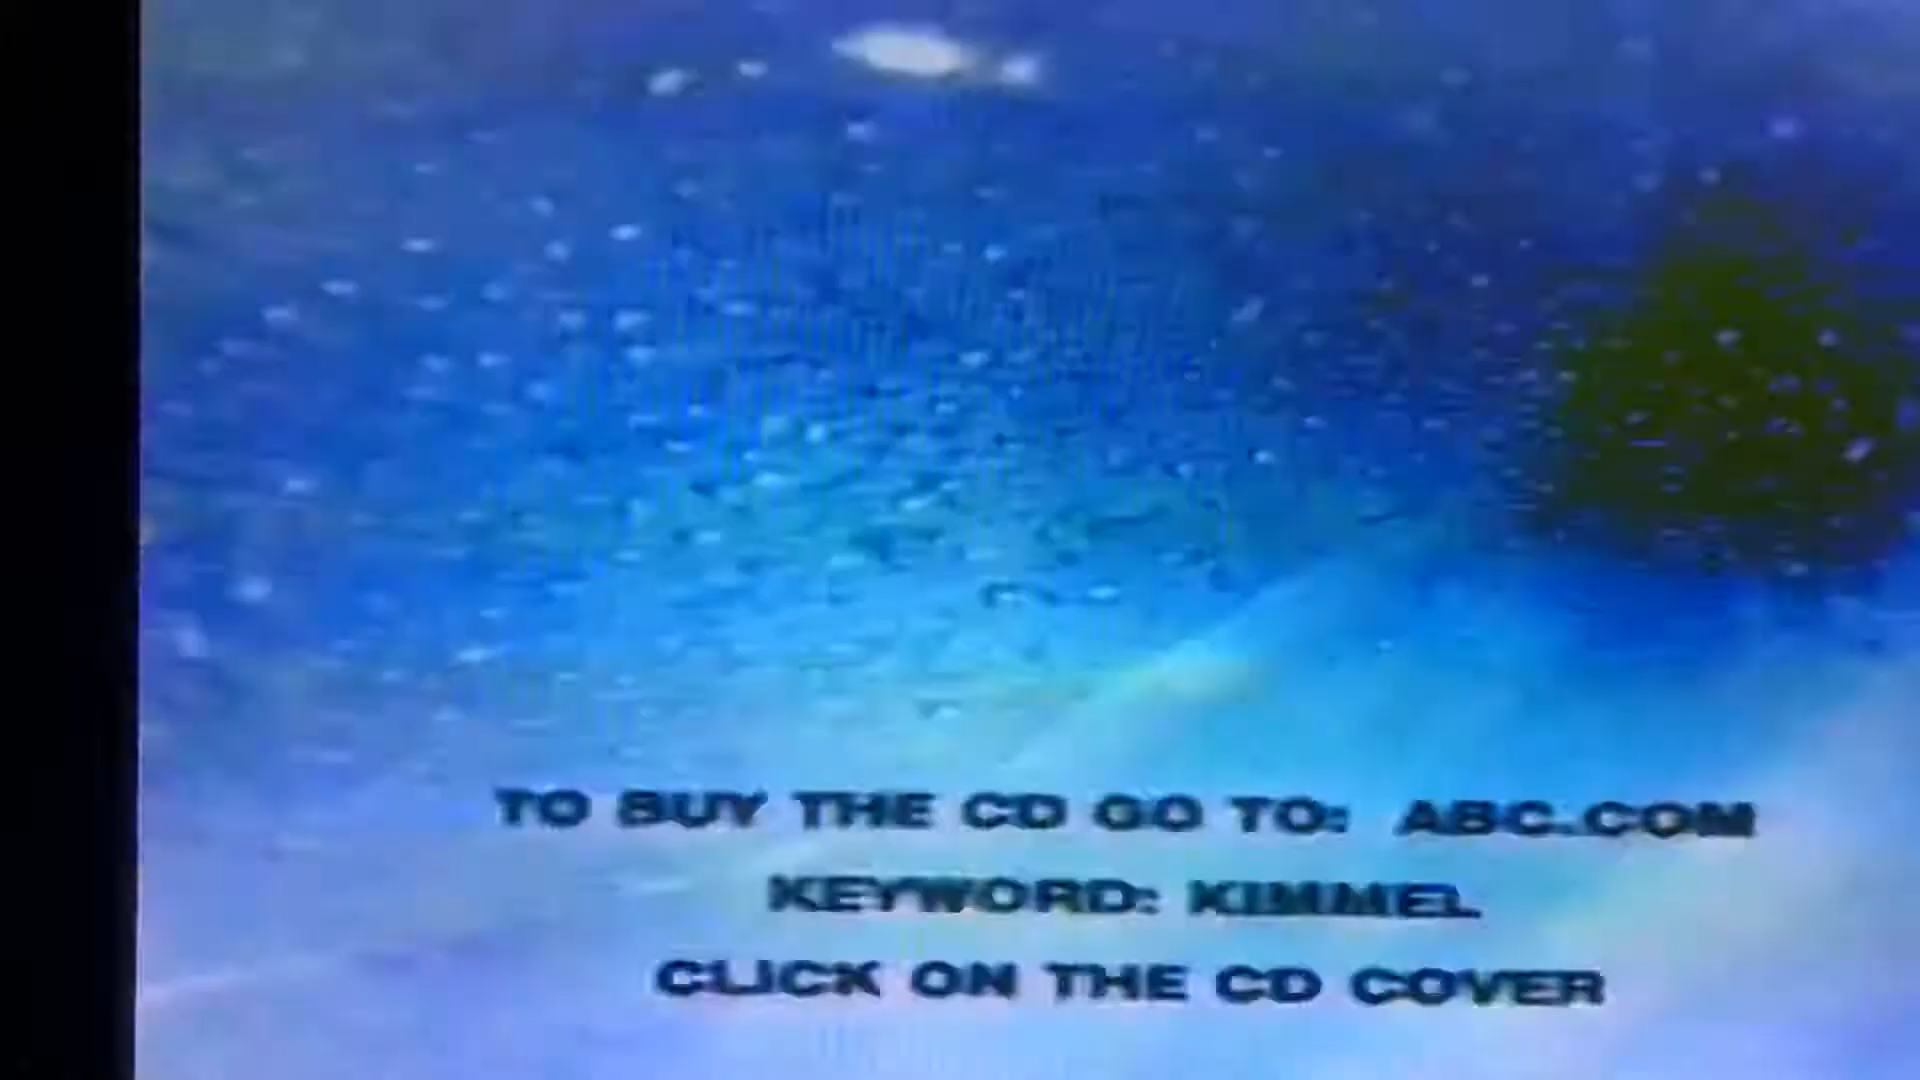 TO BUY THE CD GO TO: ABC.COM
KEYWORD: KIMMEL
CLICK ON THE CD COVER